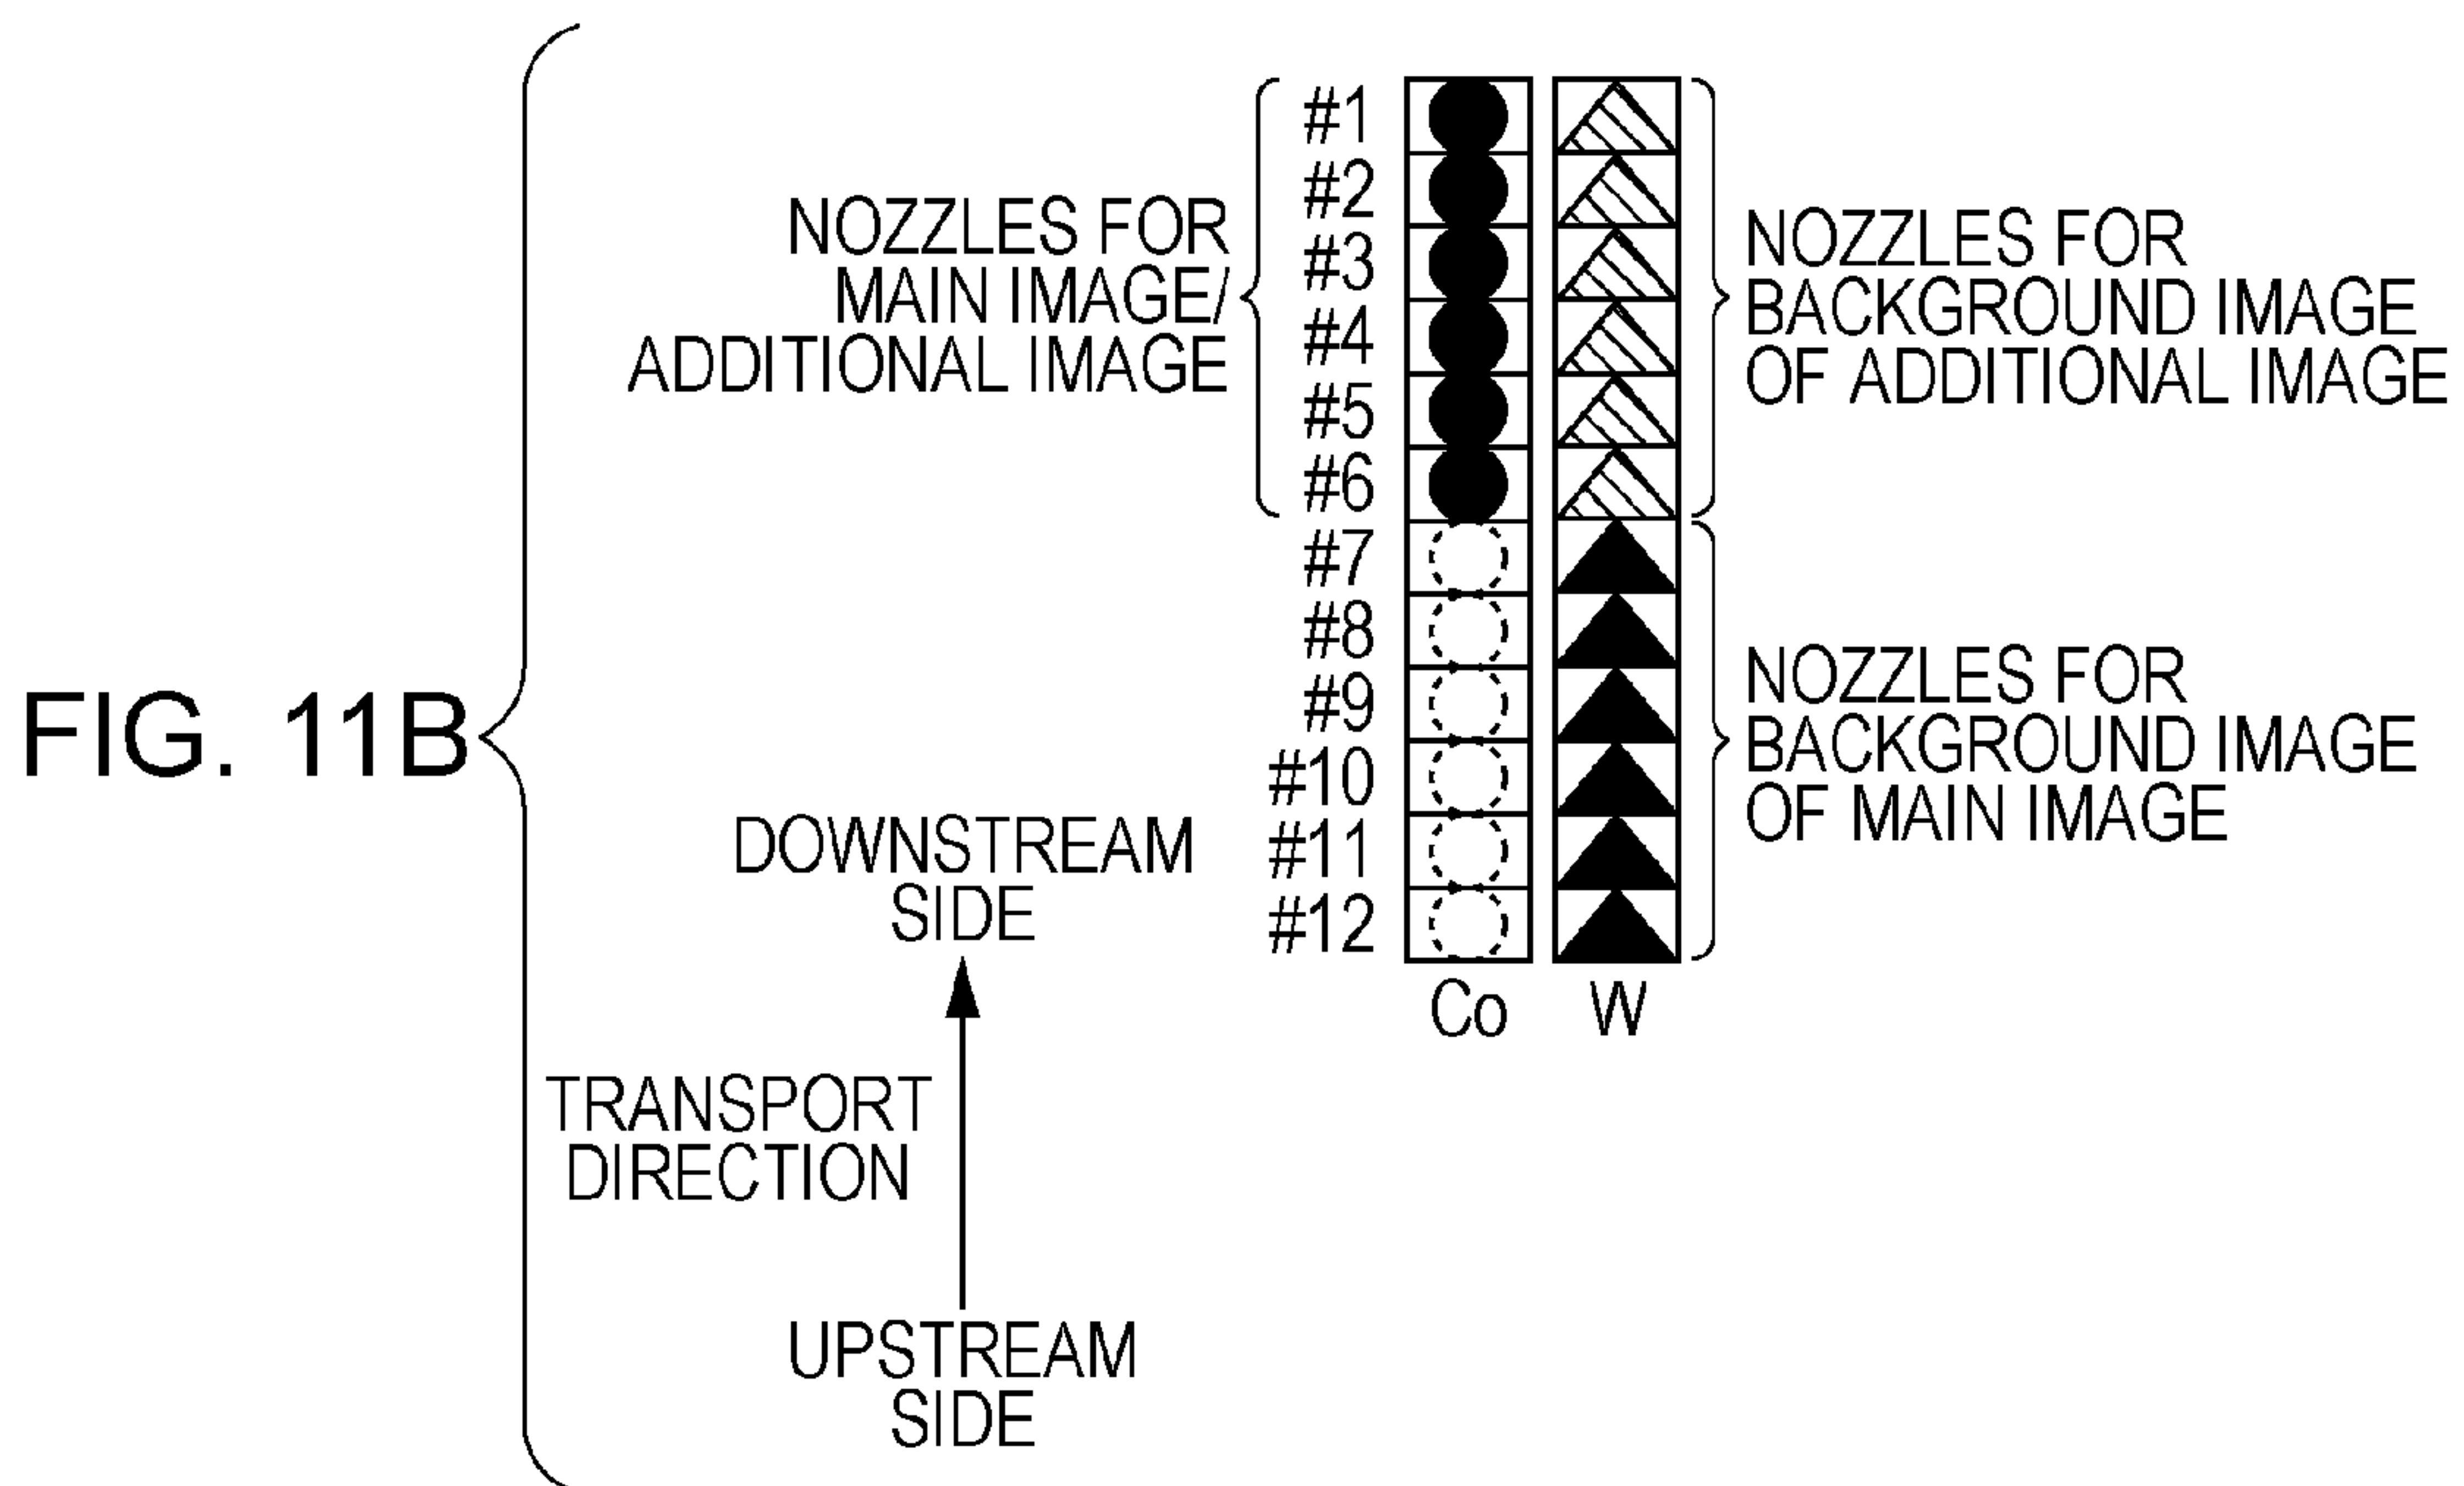 FIG. 11B
NOZZLES FOR
MAIN IMAGE/
ADDITIONAL IMAGE
#1
#2
#3
#4
#5
#6
#7
#8
#9
#10
#11
#12
Co
W
NOZZLES FOR
BACKGROUND IMAGE
OF ADDITIONAL IMAGE
NOZZLES FOR
BACKGROUND IMAGE
OF MAIN IMAGE
DOWNSTREAM
SIDE
TRANSPORT
DIRECTION
UPSTREAM
SIDE